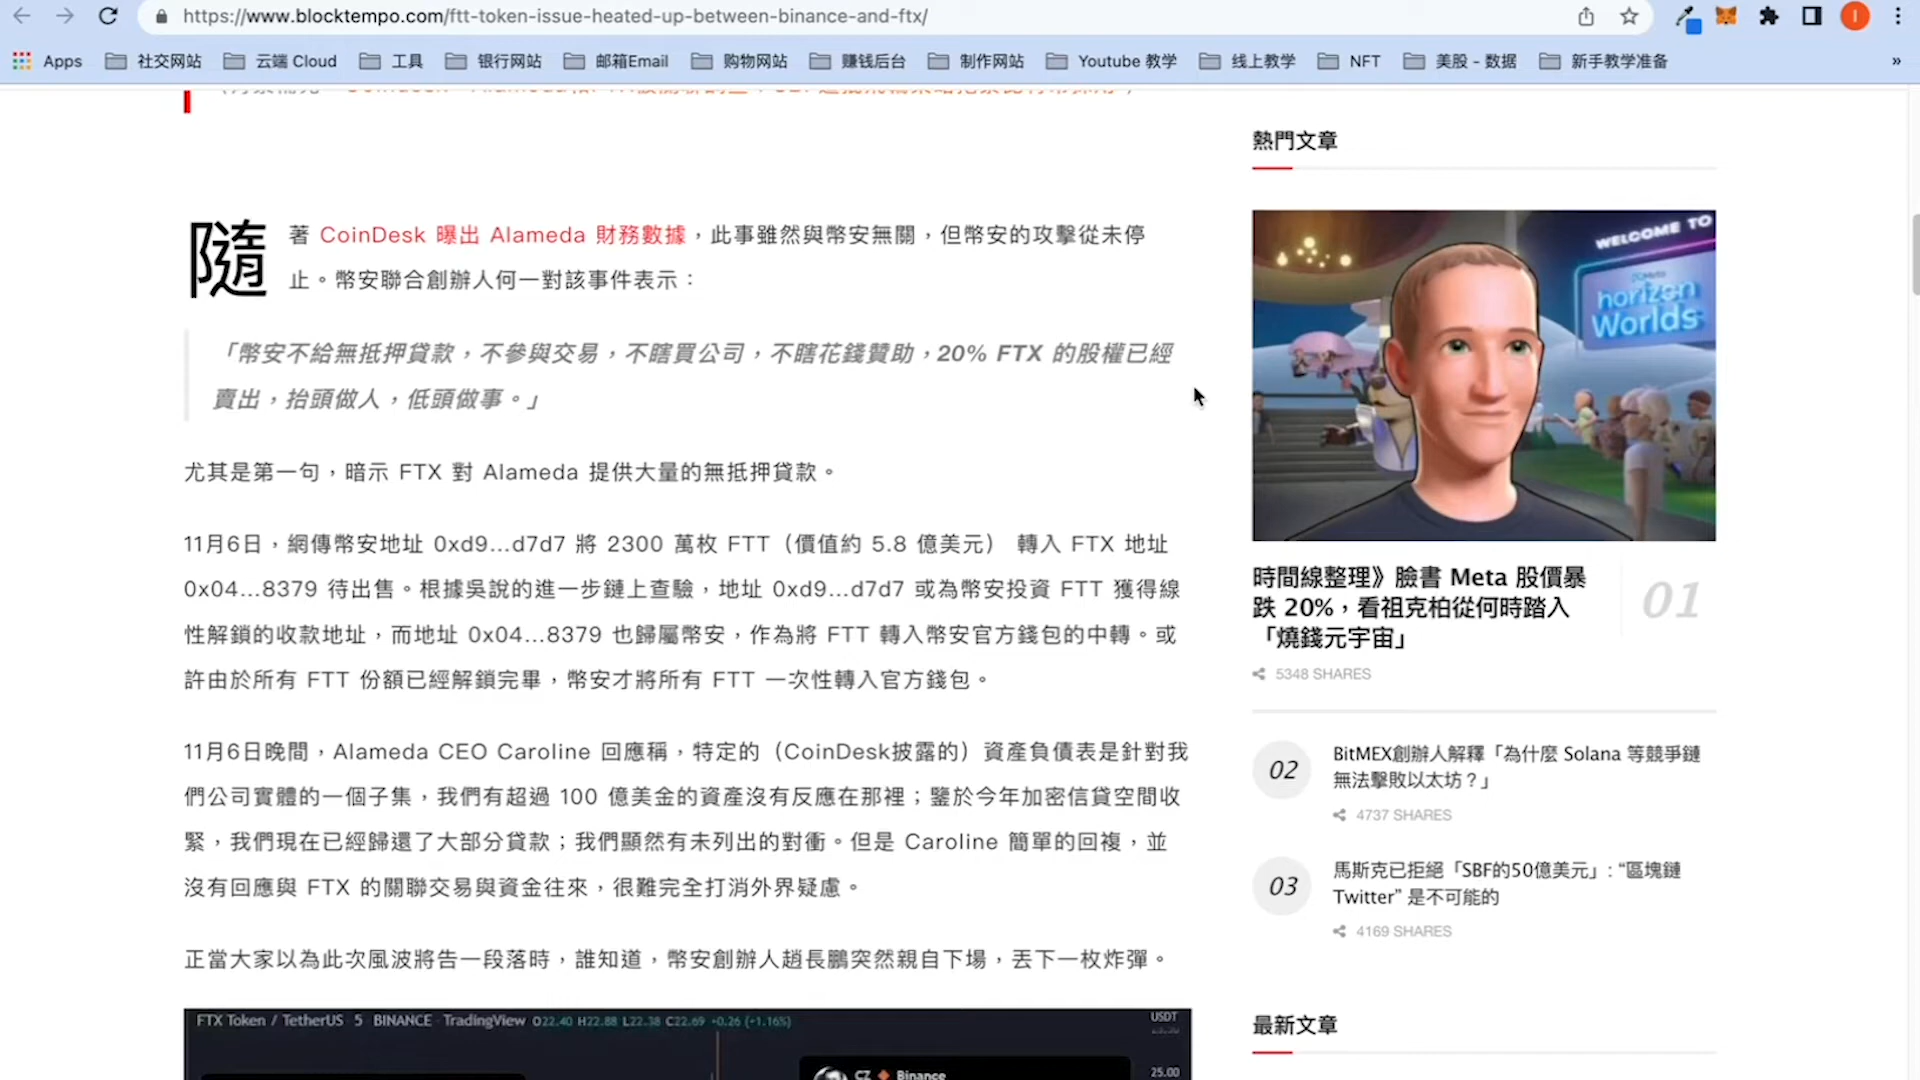 https://www.blocktempo.com/ftt-token-issue-heated-up-between-binance-and-ftx/
Apps 社交网站 云端 Cloud 工具 银行网站 邮箱Email 购物网站 赚钱后台 制作网站 Youtube 教学 线上教学 NFT 美股 - 数据 新手教学准备 »
隨著 CoinDesk 曝出 Alameda 財務數據，此事雖然與幣安無關，但幣安的攻擊從未停
止。幣安聯合創辦人何一對該事件表示：
「幣安不給無抵押貸款，不參與交易，不瞎買公司，不瞎花錢贊助，20% FTX 的股權已經
賣出，抬頭做人，低頭做事。」
尤其是第一句，暗示 FTX 對 Alameda 提供大量的無抵押貸款。
11月6日，網傳幣安地址 0xd9...d7d7 將 2300 萬枚 FTT（價值約 5.8 億美元） 轉入 FTX 地址
0x04...8379 待出售。根據吳說的進一步鏈上查驗，地址 0xd9...d7d7 或為幣安投資 FTT 獲得線
性解鎖的收款地址，而地址 0x04...8379 也歸屬幣安，作為將 FTT 轉入幣安官方錢包的中轉。或
許由於所有 FTT 份額已經解鎖完畢，幣安才將所有 FTT 一次性轉入官方錢包。
11月6日晚間，Alameda CEO Caroline 回應稱，特定的（CoinDesk披露的）資產負債表是針對我
們公司實體的一個子集，我們有超過 100 億美金的資產沒有反應在那裡；鑒於今年加密信貸空間收
緊，我們現在已經歸還了大部分貸款；我們顯然有未列出的對衝。但是 Caroline 簡單的回複，並
沒有回應與 FTX 的關聯交易與資金往來，很難完全打消外界疑慮。
正當大家以為此次風波將告一段落時，誰知道，幣安創辦人趙長鵬突然親自下場，丟下一枚炸彈。
FTX Token / TetherUS 5 BINANCE TradingView O22.40 H22.88 L22.38 C22.69 +0.26 (+1.16%)
USDT
25.00
CZ Binance
熱門文章
WELCOME TO
Meta
horizon
Worlds
時間線整理》臉書 Meta 股價暴
跌 20%，看祖克柏從何時踏入
「燒錢元宇宙」
01
5348 SHARES
02
BitMEX創辦人解釋「為什麼 Solana 等競爭鏈
無法擊敗以太坊？」
4737 SHARES
03
馬斯克已拒絕「SBF的50億美元」: “區塊鏈
Twitter” 是不可能的
4169 SHARES
最新文章